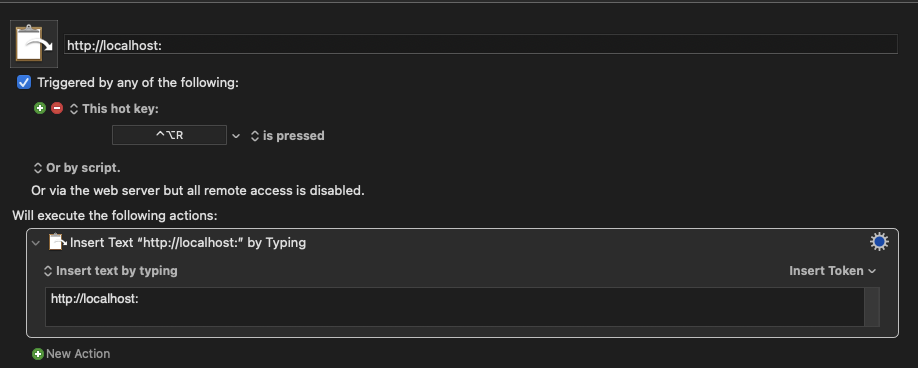 http://localhost:
Triggered by any of the following:
This hot key:
^⌥R is pressed
Or by script.
Or via the web server but all remote access is disabled.
Will execute the following actions:
Insert Text “http://localhost:” by Typing
Insert text by typing Insert Token
http://localhost:
New Action